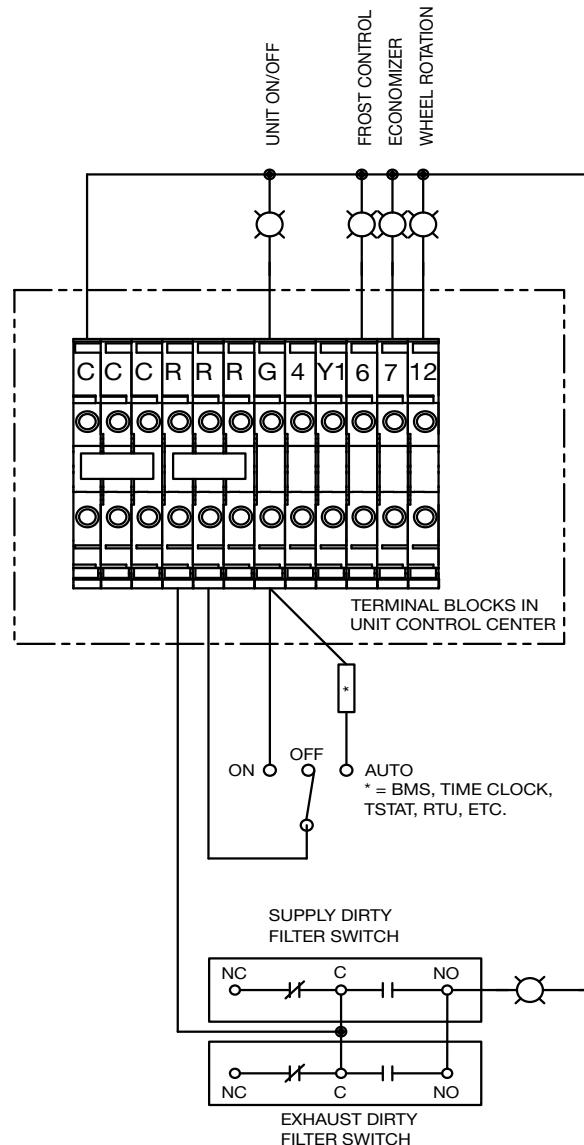 UNIT ON/OFF
FROST CONTROL
ECONOMIZER
WHEEL ROTATION
C C C R R R G 4 Y1 6 7 12
TERMINAL BLOCKS IN
UNIT CONTROL CENTER
*
ON OFF AUTO
* = BMS, TIME CLOCK,
TSTAT, RTU, ETC.
SUPPLY DIRTY
FILTER SWITCH
NC C NO
NC C NO
EXHAUST DIRTY
FILTER SWITCH